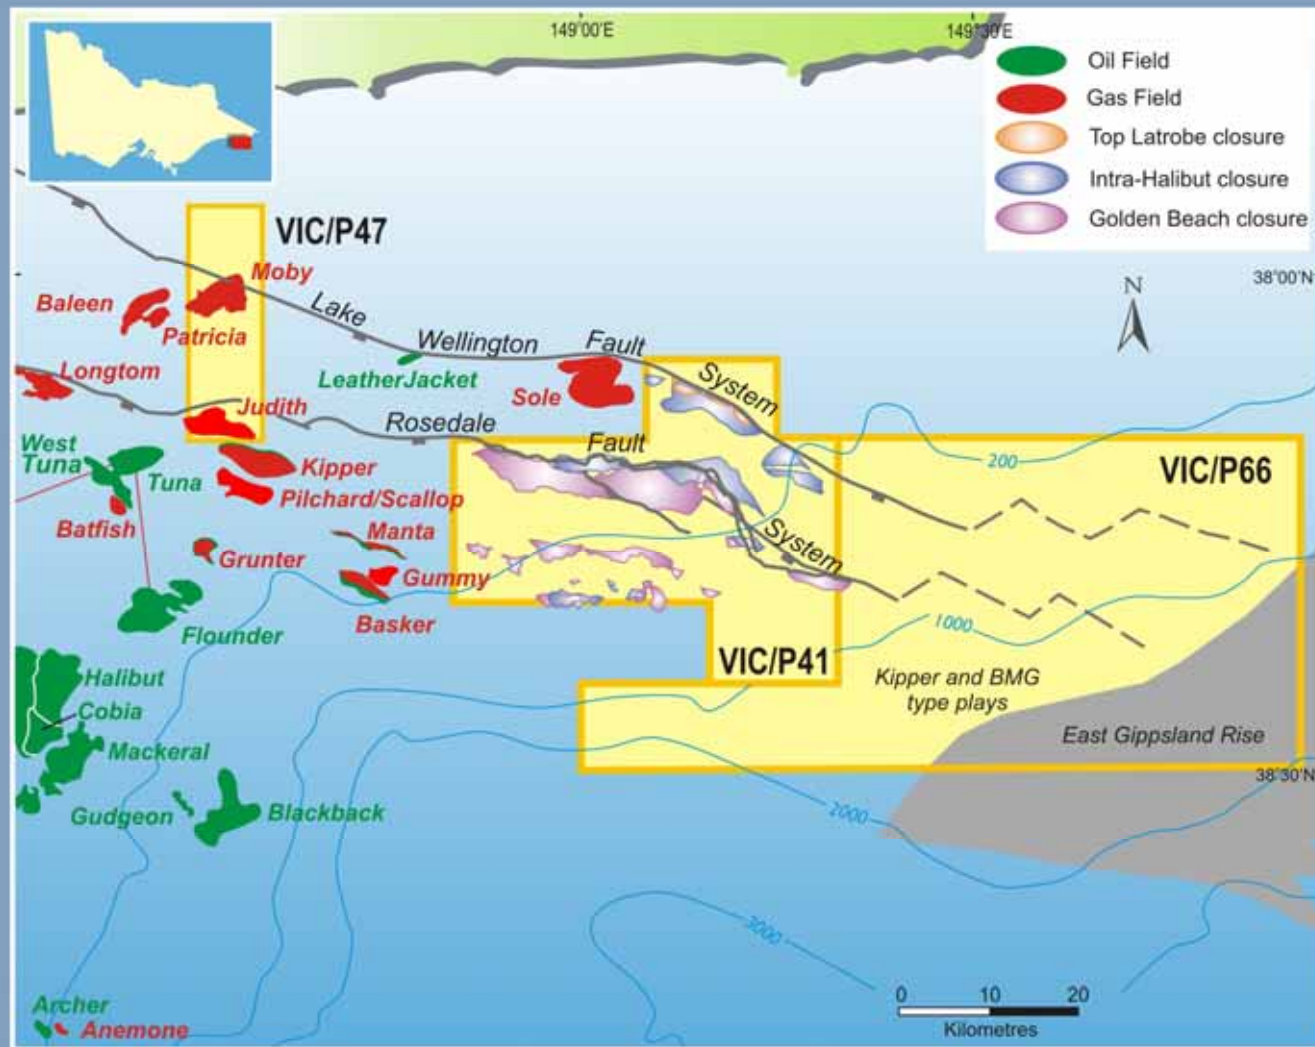 149°00'E
149°30'E
Oil Field
Gas Field
Top Latrobe closure
Intra-Halibut closure
Golden Beach closure
VIC/P47
38°00'N
N
Moby
Baleen
Patricia
Lake
Wellington
Fault
System
Longtom
LeatherJacket
Sole
Judith
Rosedale
Fault
System
West
Tuna
Tuna
Kipper
Pilchard/Scallop
Batfish
Manta
Grunter
Gummy
Basker
Flounder
200
VIC/P66
1000
VIC/P41
Kipper and BMG
type plays
East Gippsland Rise
Halibut
Cobia
Mackeral
Gudgeon
Blackback
38°30'N
2000
3000
Archer
Anemone
0 10 20
Kilometres